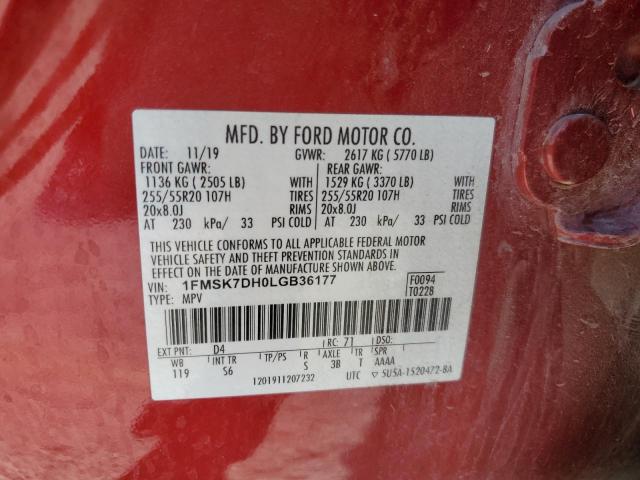 MFD. BY FORD MOTOR CO.
DATE: 11/19 GVWR: 2617 KG ( 5770 LB)
FRONT GAWR: REAR GAWR:
1136 KG ( 2505 LB) WITH 1529 KG ( 3370 LB) WITH
255/55R20 107H TIRES 255/55R20 107H TIRES
20x8.0J RIMS 20x8.0J RIMS
AT 230 kPa/ 33 PSI COLD AT 230 kPa/ 33 PSI COLD
THIS VEHICLE CONFORMS TO ALL APPLICABLE FEDERAL MOTOR
VEHICLE SAFETY AND THEFT PREVENTION STANDARDS IN
EFFECT ON THE DATE OF MANUFACTURE SHOWN ABOVE.
VIN: 1FMSK7DH0LGB36177 F0094
TYPE: MPV T0228
EXT PNT: D4 RC: 71 DSO:
WB INT TR TP/PS R AXLE TR SPR
119 S6 S 3B T AAAA
1201911207232 UTC ▽ 5U5A-1520472-BA